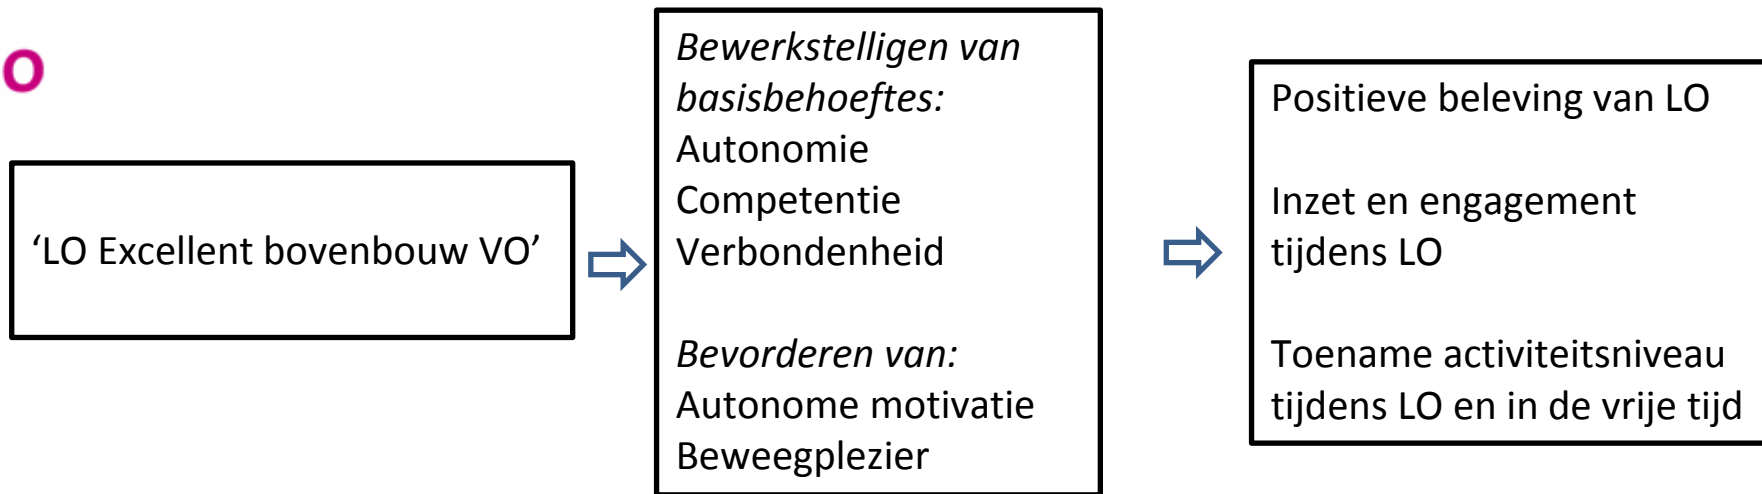 o
‘LO Excellent bovenbouw VO’
Bewerkstelligen van
basisbehoeftes:
Autonomie
Competentie
Verbondenheid
Bevorderen van:
Autonome motivatie
Beweegplezier
Positieve beleving van LO
Inzet en engagement
tijdens LO
Toename activiteitsniveau
tijdens LO en in de vrije tijd